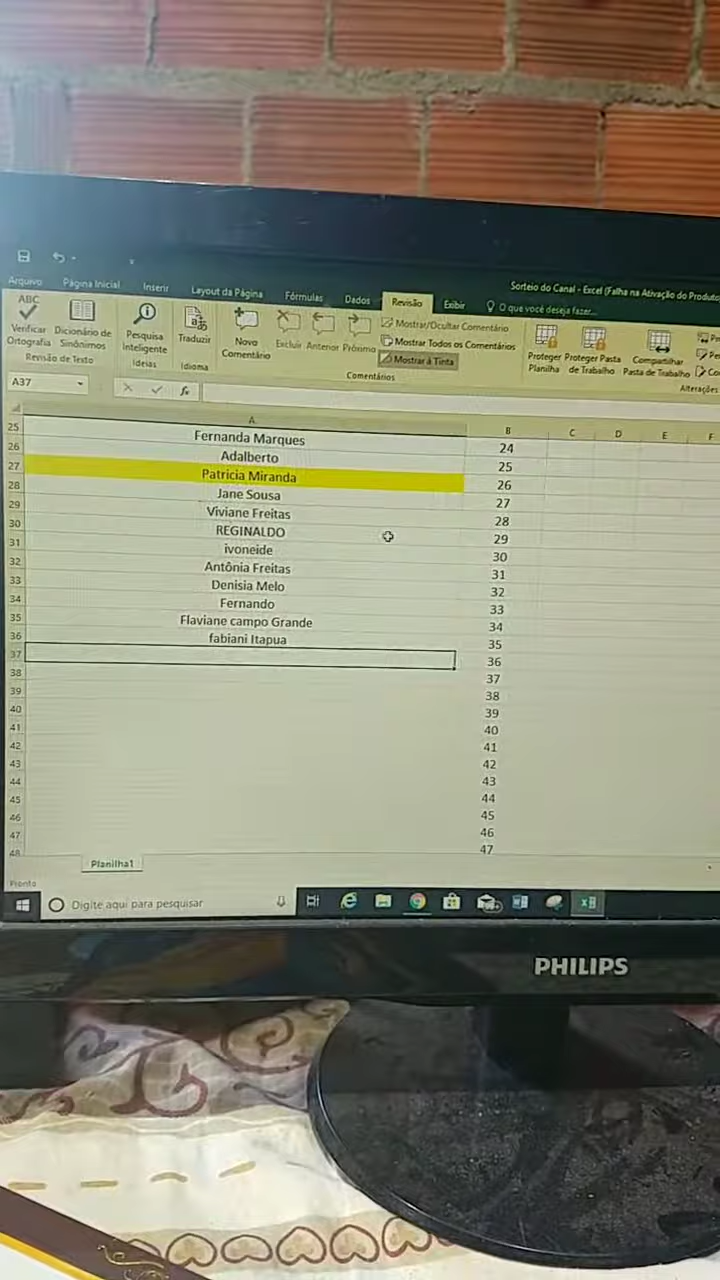 Sorteio do Canal - Excel (Falha na Ativação do Produto
Arquivo Página Inicial Inserir Layout da Página Fórmulas Dados Revisão Exibir O que você deseja fazer...
ABC
Verificar Ortografia
Dicionário de Sinônimos
Revisão de Texto
Pesquisa Inteligente
Ideias
Traduzir
Idioma
Novo Comentário
Excluir Anterior Próximo
Mostrar/Ocultar Comentário
Mostrar Todos os Comentários
Mostrar à Tinta
Comentários
Proteger Planilha
Proteger Pasta de Trabalho
Compartilhar Pasta de Trabalho
Alterações
A37 fx
A B C D E F
25 Fernanda Marques 24
26 Adalberto 25
27 Patricia Miranda 26
28 Jane Sousa 27
29 Viviane Freitas 28
30 REGINALDO 29
31 ivoneide 30
32 Antônia Freitas 31
33 Denisia Melo 32
34 Fernando 33
35 Flaviane campo Grande 34
36 fabiani Itapua 35
37 36
38 37
39 38
40 39
41 40
42 41
43 42
44 43
45 44
46 45
47 46
48 47
Planilha1
Pronto
Digite aqui para pesquisar
PHILIPS